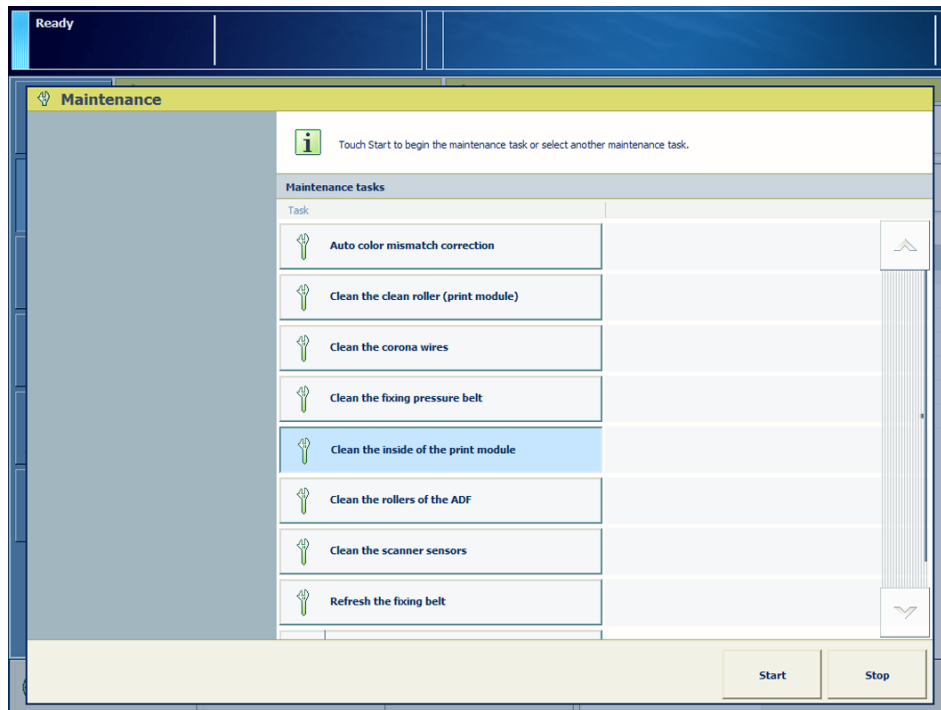 Ready
Maintenance
Touch Start to begin the maintenance task or select another maintenance task.
Maintenance tasks
Task
Auto color mismatch correction
Clean the clean roller (print module)
Clean the corona wires
Clean the fixing pressure belt
Clean the inside of the print module
Clean the rollers of the ADF
Clean the scanner sensors
Refresh the fixing belt
Start
Stop